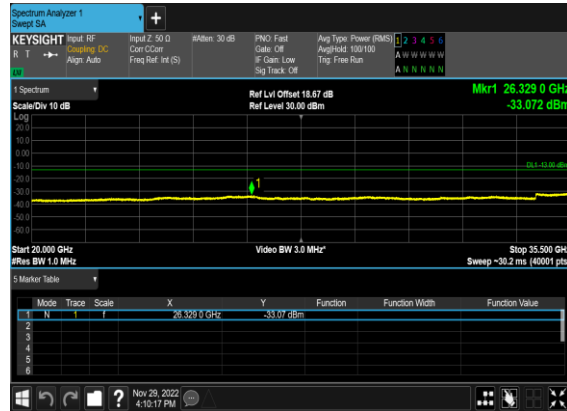 Spectrum Analyzer 1
Swept SA
KEYSIGHT
R T
Input: RF
Coupling: DC
Align: Auto
Input Z: 50 Ω
Corr CCorr
Freq Ref: Int (S)
#Atten: 30 dB
PNO: Fast
Gate: Off
IF Gain: Low
Sig Track: Off
Avg Type: Power (RMS)
Avg|Hold: 100/100
Trig: Free Run
1 2 3 4 5 6
A W W W W W
A N N N N N
1 Spectrum
Scale/Div 10 dB
Ref Lvl Offset 18.67 dB
Ref Level 30.00 dBm
Mkr1 26.329 0 GHz
-33.072 dBm
Log
20.0
10.0
0.00
-10.0
-20.0
-30.0
-40.0
-50.0
-60.0
DL1 -13.00 dBm
1
Start 20.000 GHz
#Res BW 1.0 MHz
Video BW 3.0 MHz*
Stop 35.500 GHz
Sweep ~30.2 ms (40001 pts)
5 Marker Table
Mode Trace Scale X Y Function Function Width Function Value
1 N 1 f 26.329 0 GHz -33.07 dBm
2
3
4
5
6
? Nov 29, 2022
4:10:17 PM